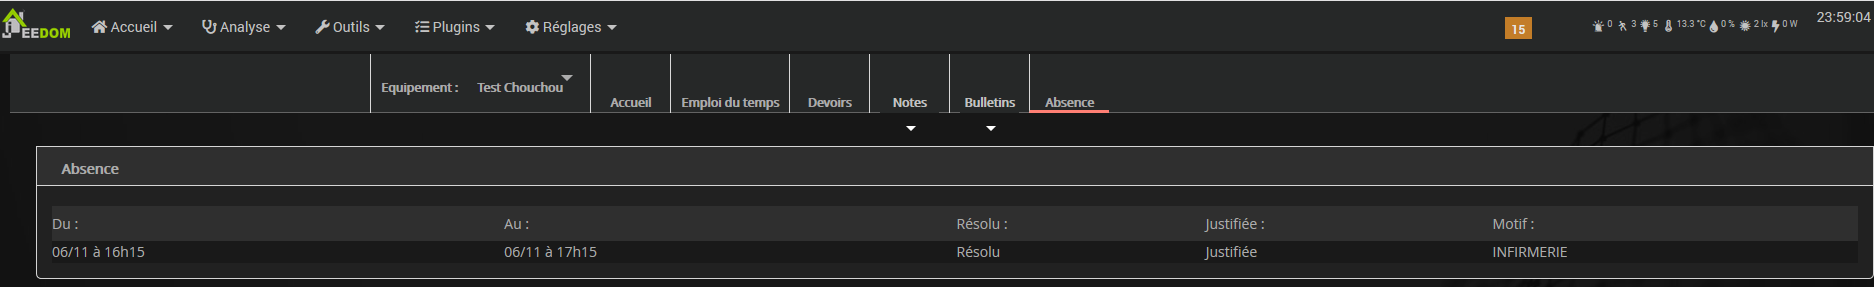 JEEDOM Accueil Analyse Outils Plugins Réglages 15 0 3 5 13.3 °C 0 % 2 lx 0 W 23:59:04
Equipement : Test Chouchou Accueil Emploi du temps Devoirs Notes Bulletins Absence
Absence
Du : Au : Résolu : Justifiée : Motif :
06/11 à 16h15 06/11 à 17h15 Résolu Justifiée INFIRMERIE